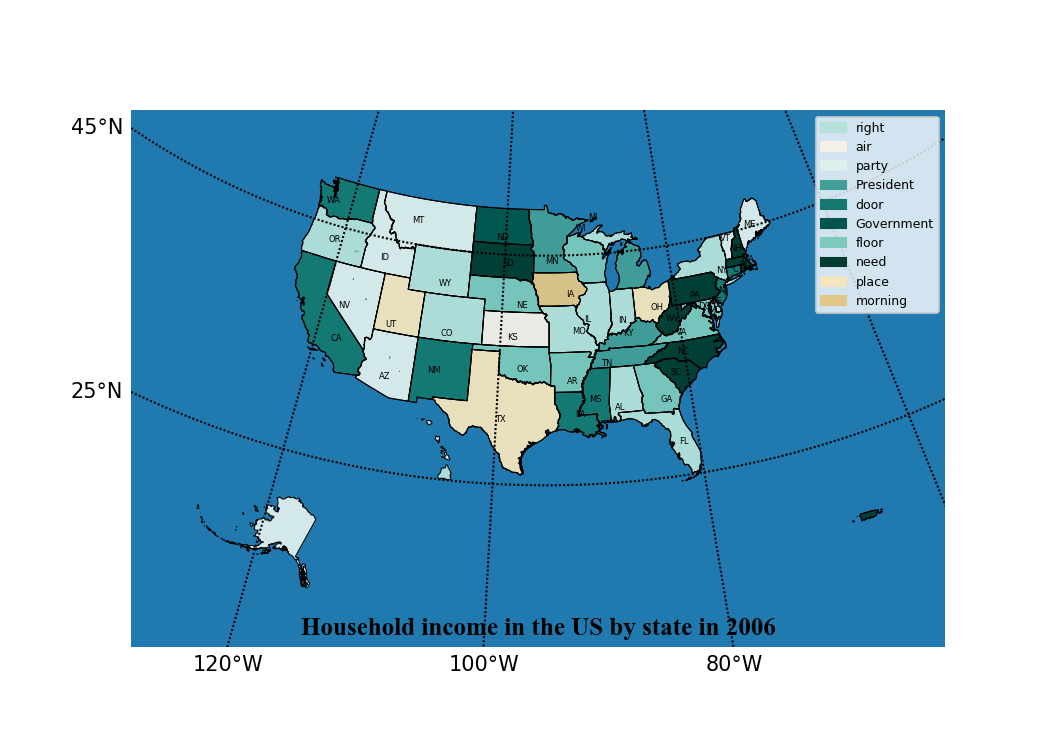 45°N
25°N
120°W
100°W
80°W
right
air
party
President
door
Government
floor
need
place
morning
WA
OR
CA
NV
ID
MT
WY
UT
AZ
CO
NM
ND
SD
NE
KS
OK
TX
MN
IA
MO
AR
LA
WI
MI
IL
IN
OH
KY
TN
MS
AL
GA
FL
SC
NC
VA
WV
PA
NY
VT
NH
ME
Household income in the US by state in 2006